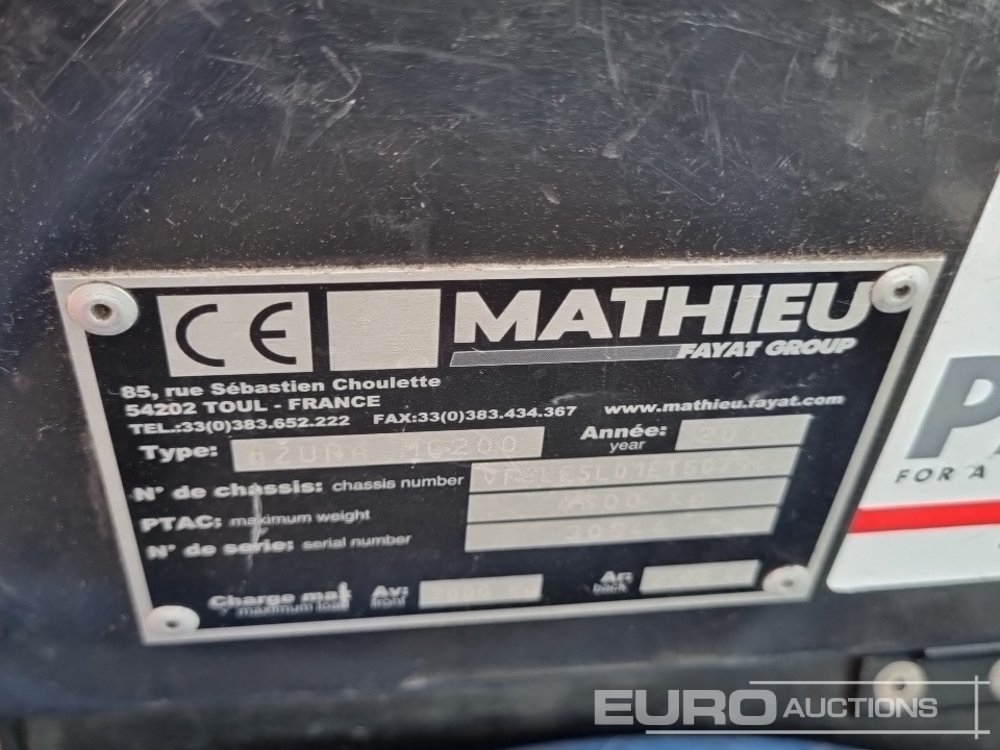 CE MATHIEU
FAYAT GROUP
85, rue Sébastien Choulette
54202 TOUL - FRANCE
TEL.:33(0)383.652.222 FAX:33(0)383.434.367 www.mathieu.fayat.com
Type: AZURA MC200 Année:
year
N° de chassis: chassis number
PTAC: maximum weight
N° de serie: serial number
Charge max Av: Ar:
maximum load front back
P
FOR A
EURO AUCTIONS